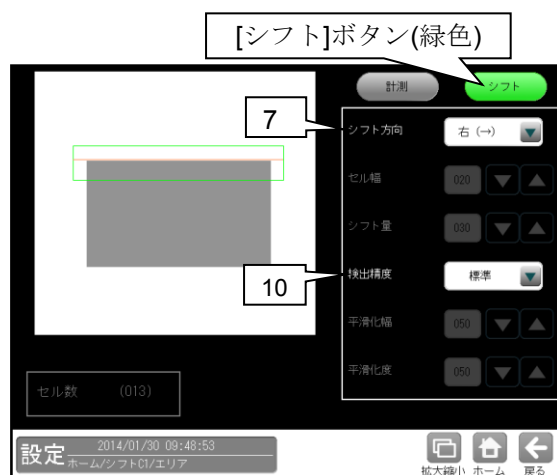 [シフト]ボタン(緑色)
計測
シフト
7
シフト方向
右 (→)
セル幅
020
シフト量
030
10
検出精度
標準
平滑化幅
050
平滑化度
050
セル数 (013)
設定
2014/01/30 09:48:53
ホーム/シフトC1/エリア
拡大縮小 ホーム 戻る